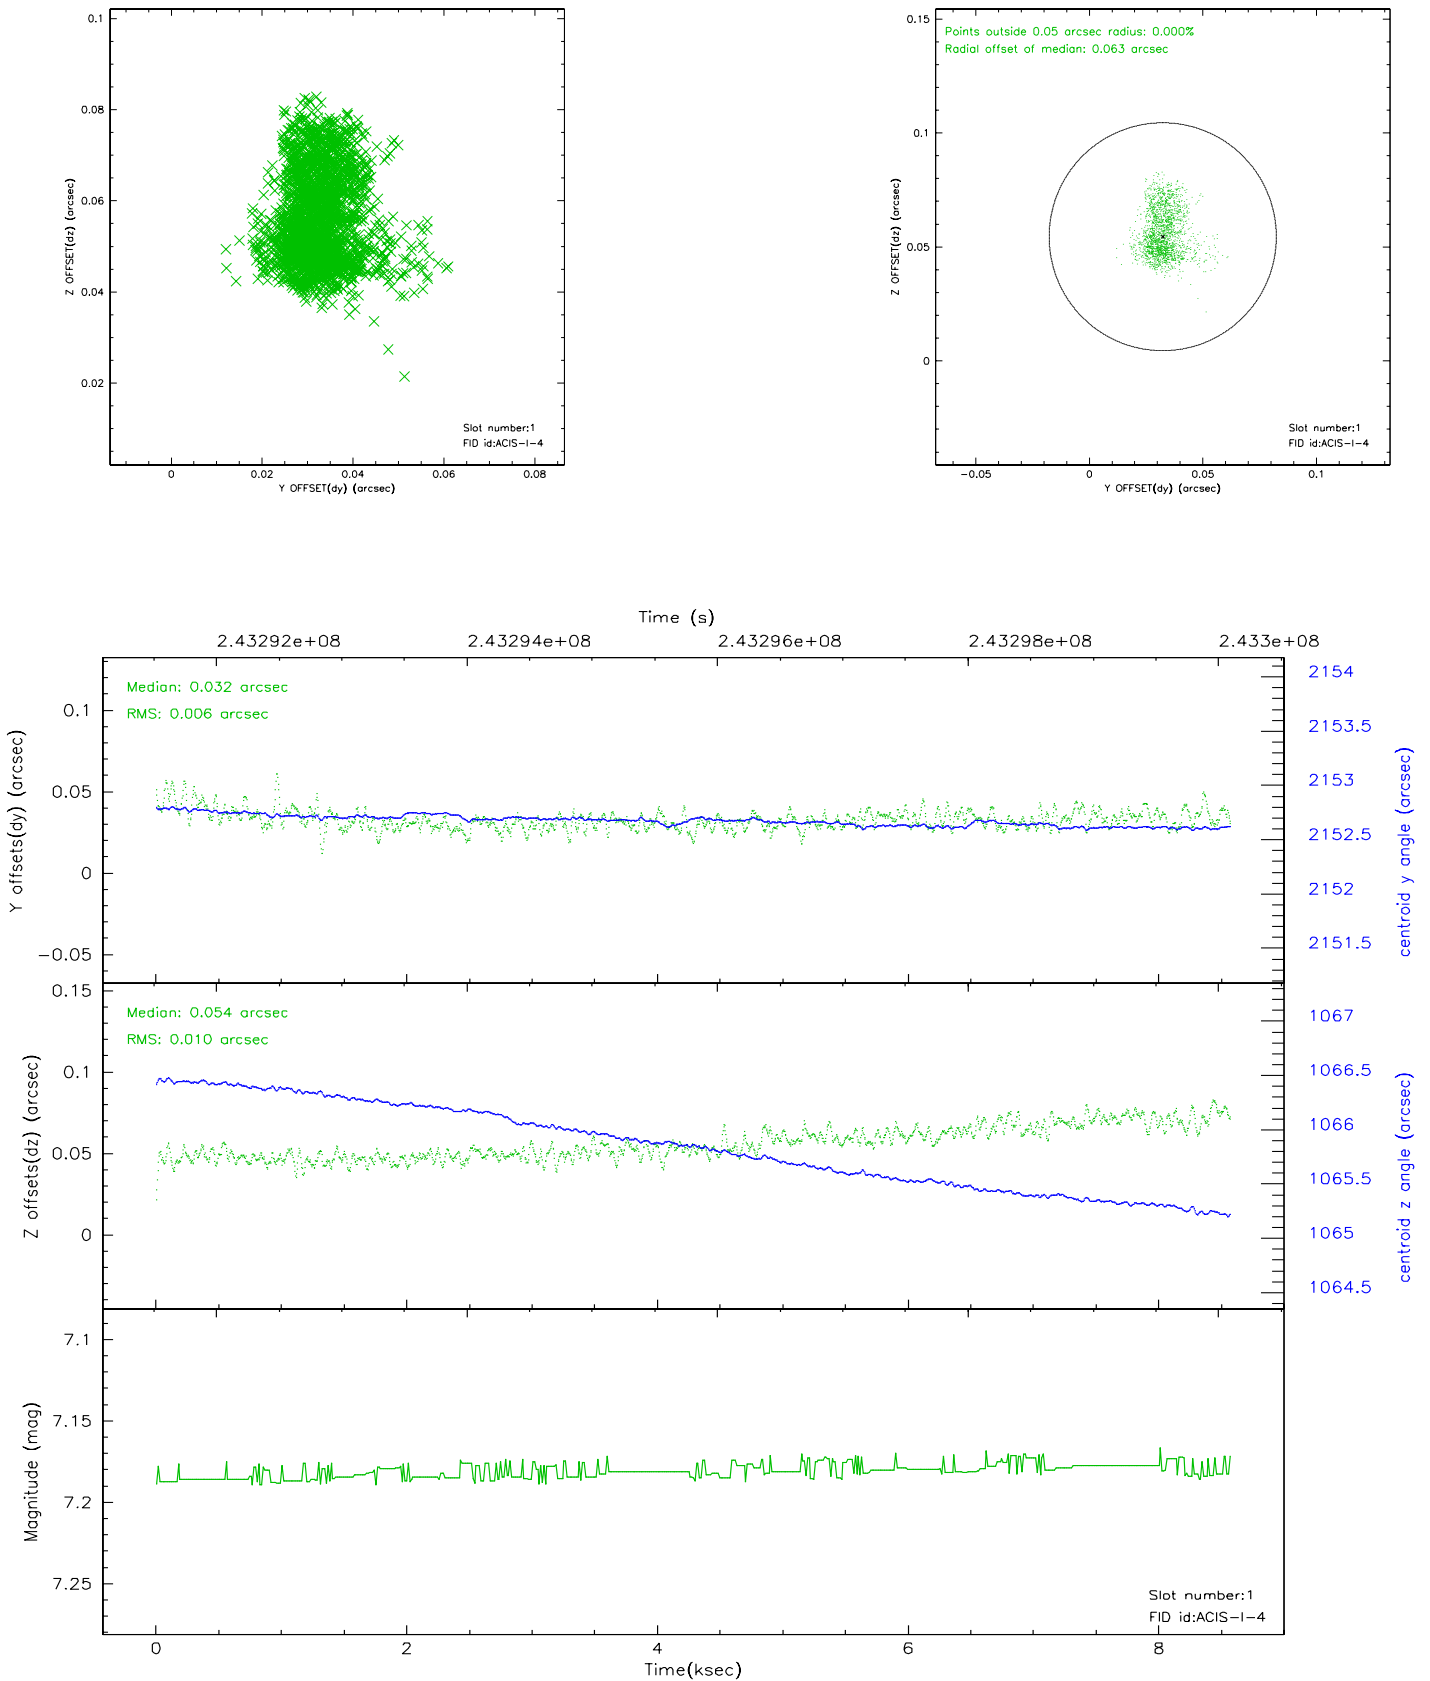 0.1
0.08
0.06
0.04
0.02
Z OFFSET(dz) (arcsec)
Slot number:1
FID id:ACIS-I-4
0 0.02 0.04 0.06 0.08
Y OFFSET(dy) (arcsec)
0.15
0.1
0.05
0
Z OFFSET(dz) (arcsec)
Points outside 0.05 arcsec radius: 0.000%
Radial offset of median: 0.063 arcsec
Slot number:1
FID id:ACIS-I-4
-0.05 0 0.05 0.1
Y OFFSET(dy) (arcsec)
Time (s)
2.43292e+08 2.43294e+08 2.43296e+08 2.43298e+08 2.433e+08
Median: 0.032 arcsec
RMS: 0.006 arcsec
0.1
0.05
0
-0.05
Y offsets(dy) (arcsec)
2154
2153.5
2153
2152.5
2152
2151.5
centroid y angle (arcsec)
Median: 0.054 arcsec
RMS: 0.010 arcsec
0.15
0.1
0.05
0
Z offsets(dz) (arcsec)
1067
1066.5
1066
1065.5
1065
1064.5
centroid z angle (arcsec)
7.1
7.15
7.2
7.25
Magnitude (mag)
Slot number:1
FID id:ACIS-I-4
0 2 4 6 8
Time(ksec)